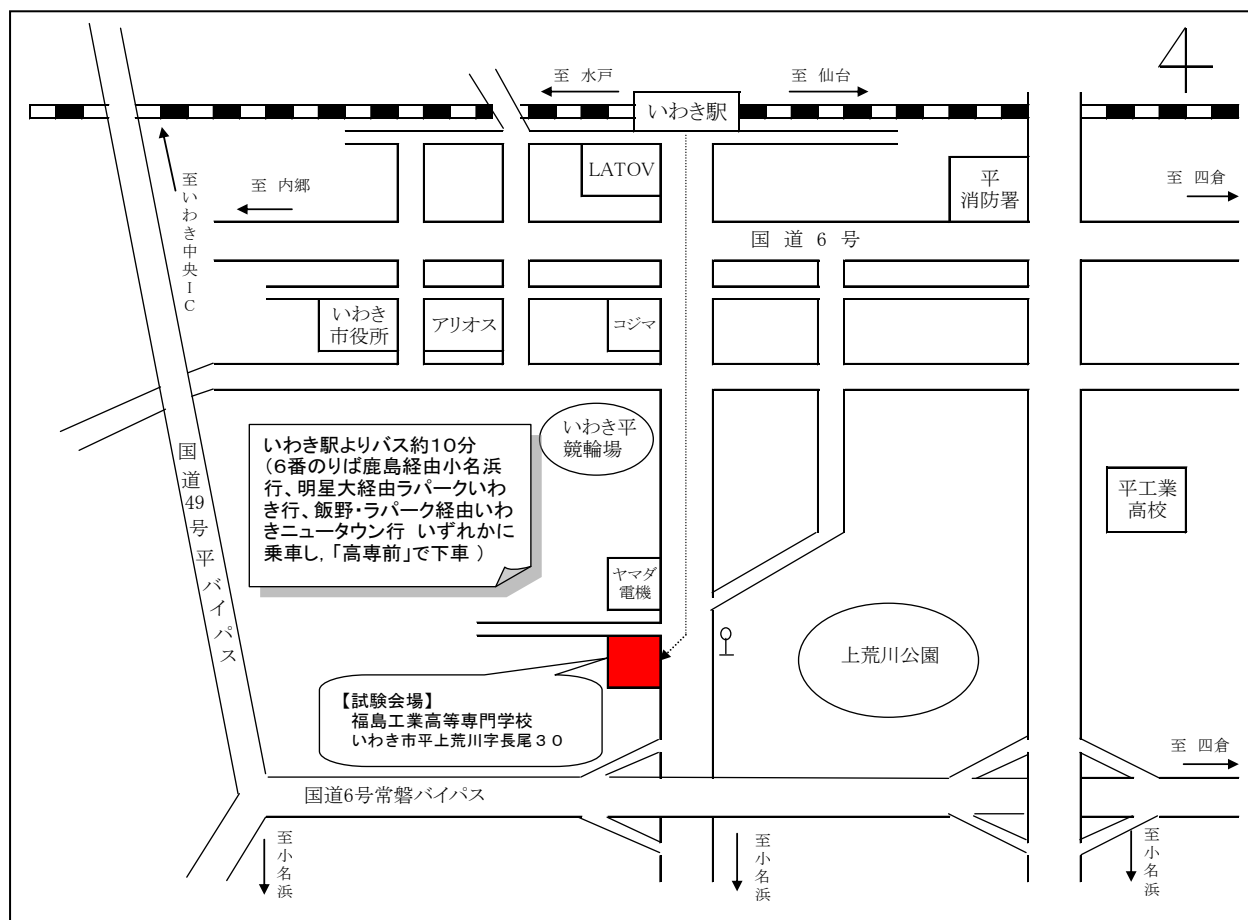 至 水戸
至 仙台
いわき駅
LATOV
平
消防署
至 四倉
至 内郷
至いわき中央IC
国 道 6 号
いわき
市役所
アリオス
コジマ
いわき平
競輪場
国道49号平バイパス
いわき駅よりバス約10分
(6番のりば鹿島経由小名浜
行、明星大経由ラパークいわ
き行、飯野・ラパーク経由いわ
きニュータウン行 いずれかに
乗車し,「高専前」で下車 )
平工業
高校
ヤマダ
電機
上荒川公園
【試験会場】
福島工業高等専門学校
いわき市平上荒川字長尾30
至 四倉
国道6号常磐バイパス
至小名浜
至小名浜
至小名浜